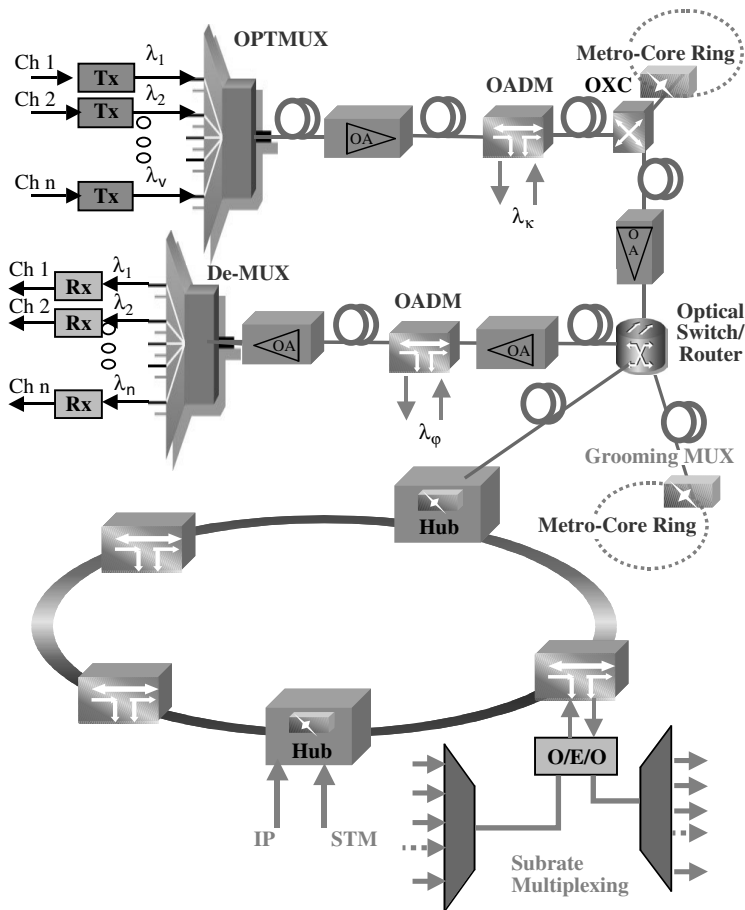 OPTMUX
Metro-Core Ring
Ch 1
Tx
λ1
OADM
OXC
Ch 2
Tx
λ2
OA
Ch n
Tx
λν
λκ
OA
De-MUX
Ch 1
Rx
λ1
OADM
Optical
Switch/
Router
Ch 2
Rx
λ2
OA
OA
Ch n
Rx
λn
λφ
Grooming MUX
Hub
Metro-Core Ring
Hub
O/E/O
IP
STM
Subrate
Multiplexing